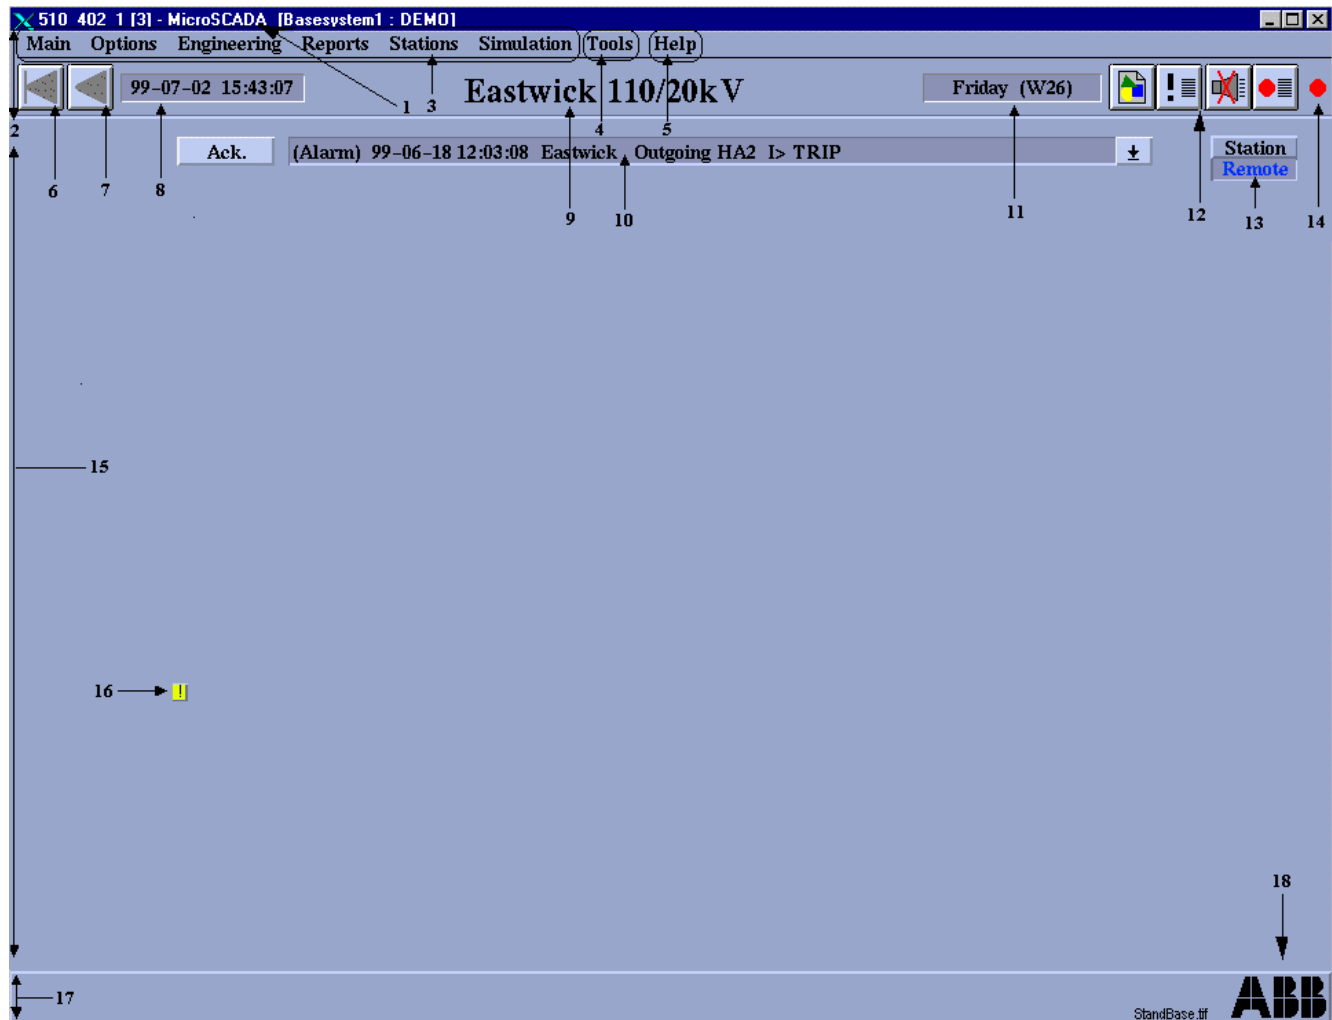 510 402 1 [3] - MicroSCADA [Basesystem1 : DEMO]
Main Options Engineering Reports Stations Simulation Tools Help
99-07-02 15:43:07 Eastwick 110/20kV Friday (W26)
1 3 4 5
2
Ack. (Alarm) 99-06-18 12:03:08 Eastwick Outgoing HA2 I> TRIP Station
Remote
6 7 8 9 10 11 12 13 14
15
16 !
18
17
StandBase.tif ABB